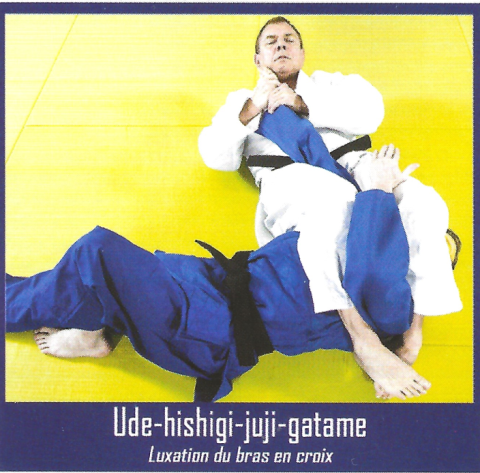 Ude-hishigi-juji-gatame
Luxation du bras en croix